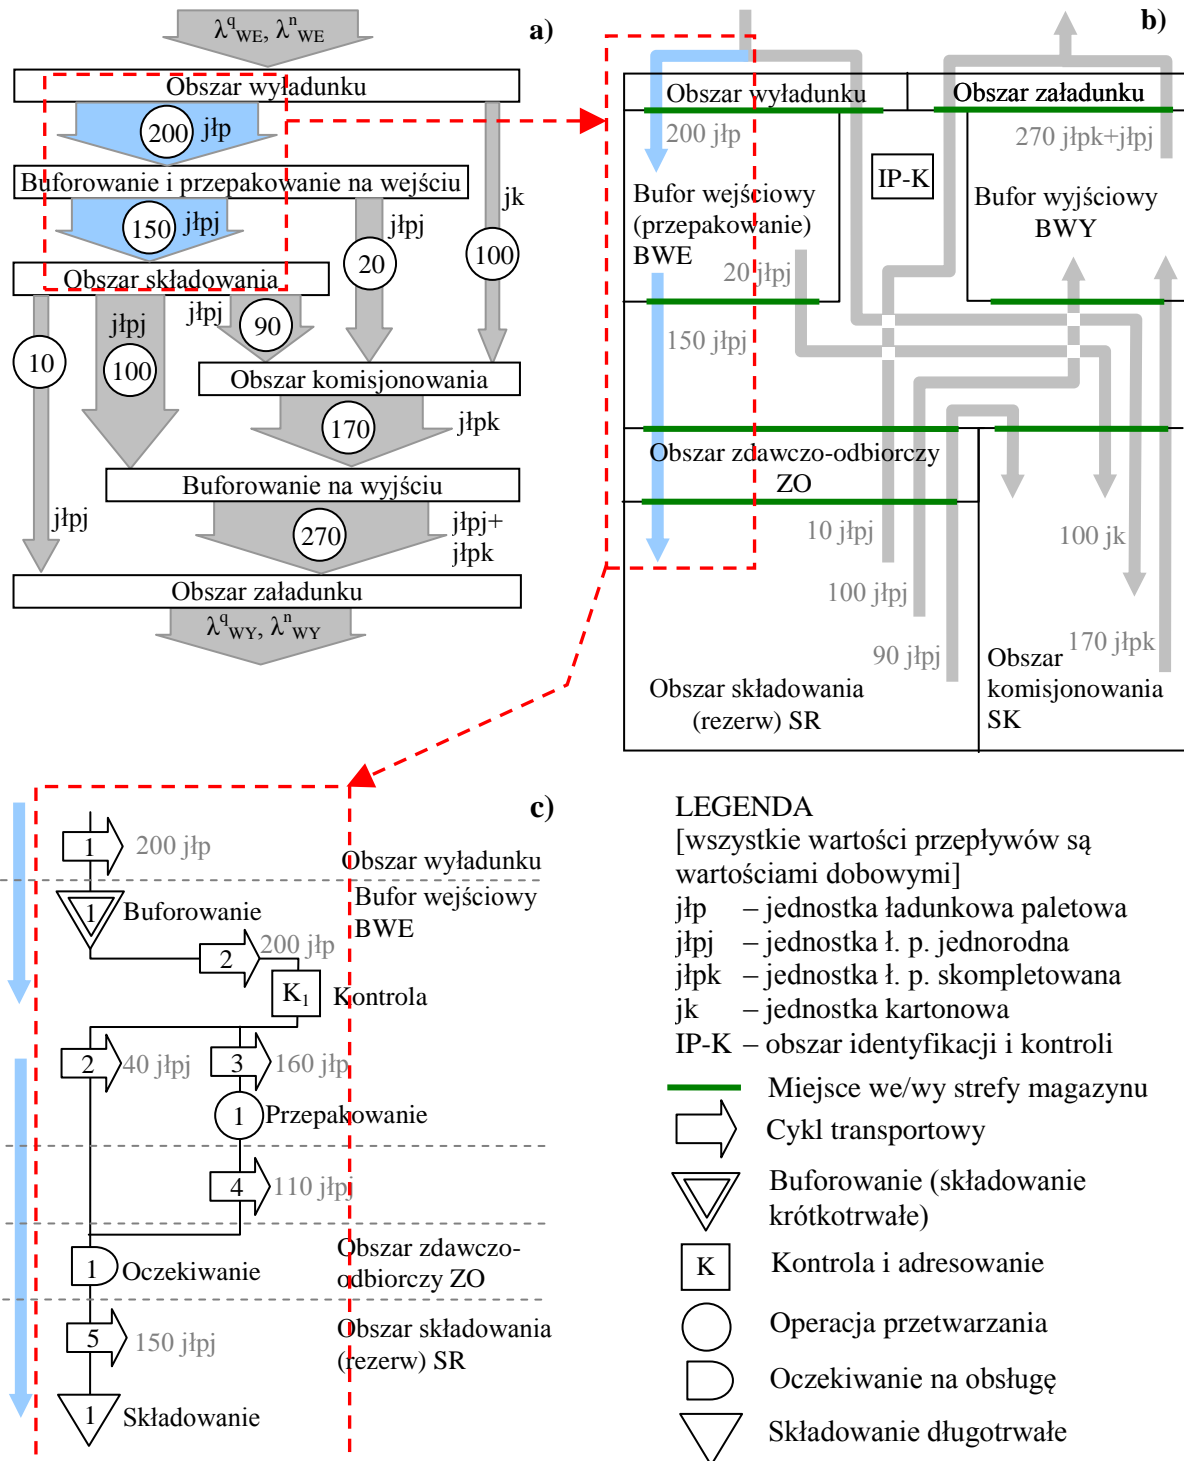 a)
λqWE, λnWE
Obszar wyładunku
200 jłp
Buforowanie i przepakowanie na wejściu
150 jłpj
jłpj
20
jk
100
Obszar składowania
10
jłpj
jłpj
100
jłpj
90
Obszar komisjonowania
170 jłpk
Buforowanie na wyjściu
270
jłpj+
jłpk
Obszar załadunku
λqWY, λnWY
b)
Obszar wyładunku
Obszar załadunku
200 jłp
270 jłpk+jłpj
IP-K
Bufor wejściowy
(przepakowanie)
BWE
Bufor wyjściowy
BWY
20 jłpj
150 jłpj
Obszar zdawczo-odbiorczy
ZO
10 jłpj
100 jk
100 jłpj
90 jłpj
170 jłpk
Obszar składowania
(rezerw) SR
Obszar
komisjonowania
SK
c)
1 200 jłp
Obszar wyładunku
Bufor wejściowy
BWE
1 Buforowanie
2 200 jłp
K1 Kontrola
2 40 jłpj
3 160 jłp
1 Przepakowanie
4 110 jłpj
Obszar zdawczo-
odbiorczy ZO
1 Oczekiwanie
5 150 jłpj
Obszar składowania
(rezerw) SR
1 Składowanie
LEGENDA
[wszystkie wartości przepływów są
wartościami dobowymi]
jłp – jednostka ładunkowa paletowa
jłpj – jednostka ł. p. jednorodna
jłpk – jednostka ł. p. skompletowana
jk – jednostka kartonowa
IP-K – obszar identyfikacji i kontroli
Miejsce we/wy strefy magazynu
Cykl transportowy
Buforowanie (składowanie
krótkotrwałe)
K Kontrola i adresowanie
Operacja przetwarzania
Oczekiwanie na obsługę
Składowanie długotrwałe